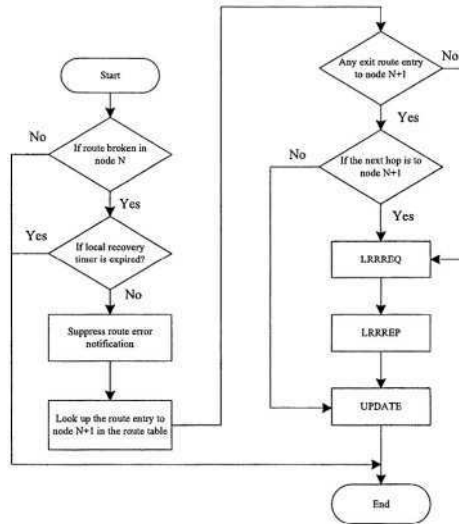 Start
No
If route broken in
node N
Yes
Yes
If local recovery
timer is expired?
No
Suppress route error
notification
Look up the route entry to
node N+1 in the route table
Any exit route entry
to node N+1
No
Yes
No
If the next hop is to
node N+1
Yes
LRRREQ
LRRREP
UPDATE
End